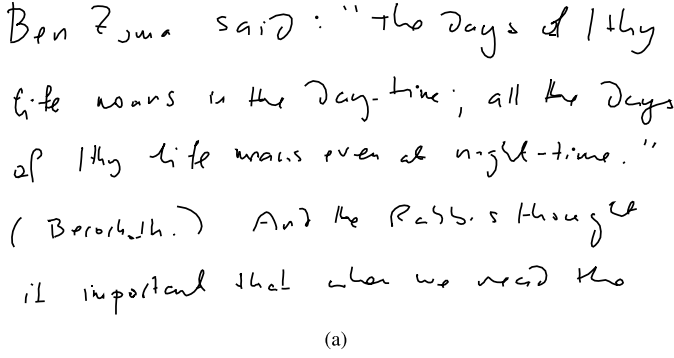 Ben Zoma said: "the days of thy
life means in the day-time; all the days
of thy life means even at night-time."
(Berochoth.) And the Rabbis thought
it important that when we read the
(a)